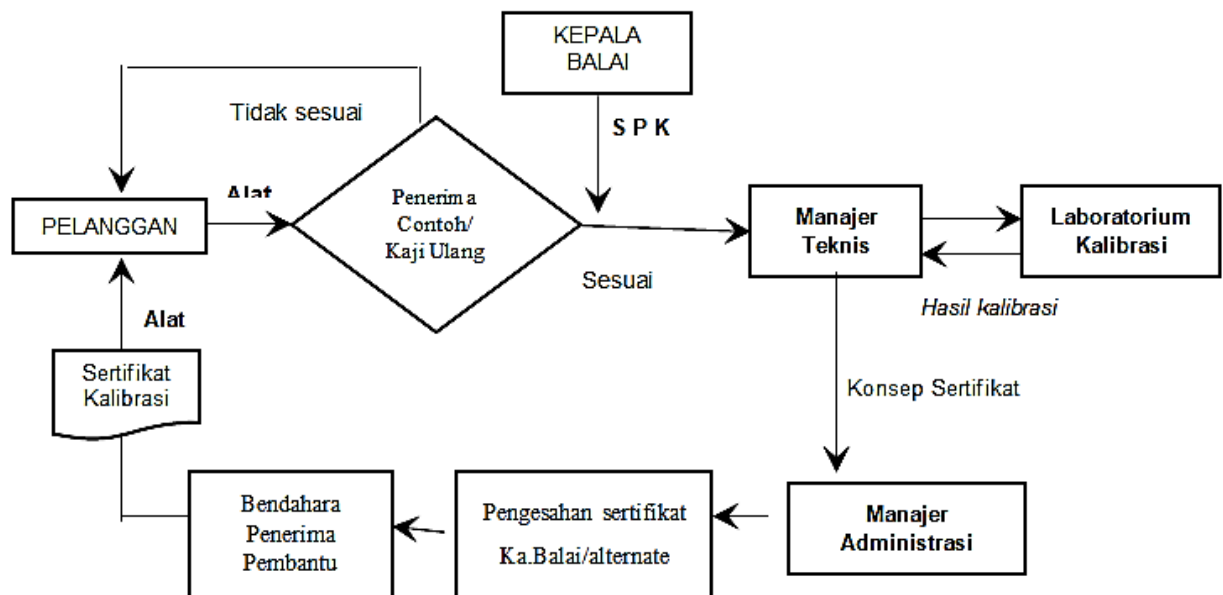 KEPALA
BALAI
Tidak sesuai
S P K
Alat
PELANGGAN
Penerima
Contoh/
Kaji Ulang
Sesuai
Manajer
Teknis
Laboratorium
Kalibrasi
Hasil kalibrasi
Alat
Sertifikat
Kalibrasi
Konsep Sertifikat
Bendahara
Penerima
Pembantu
Pengesahan sertifikat
Ka.Balai/alternate
Manajer
Administrasi